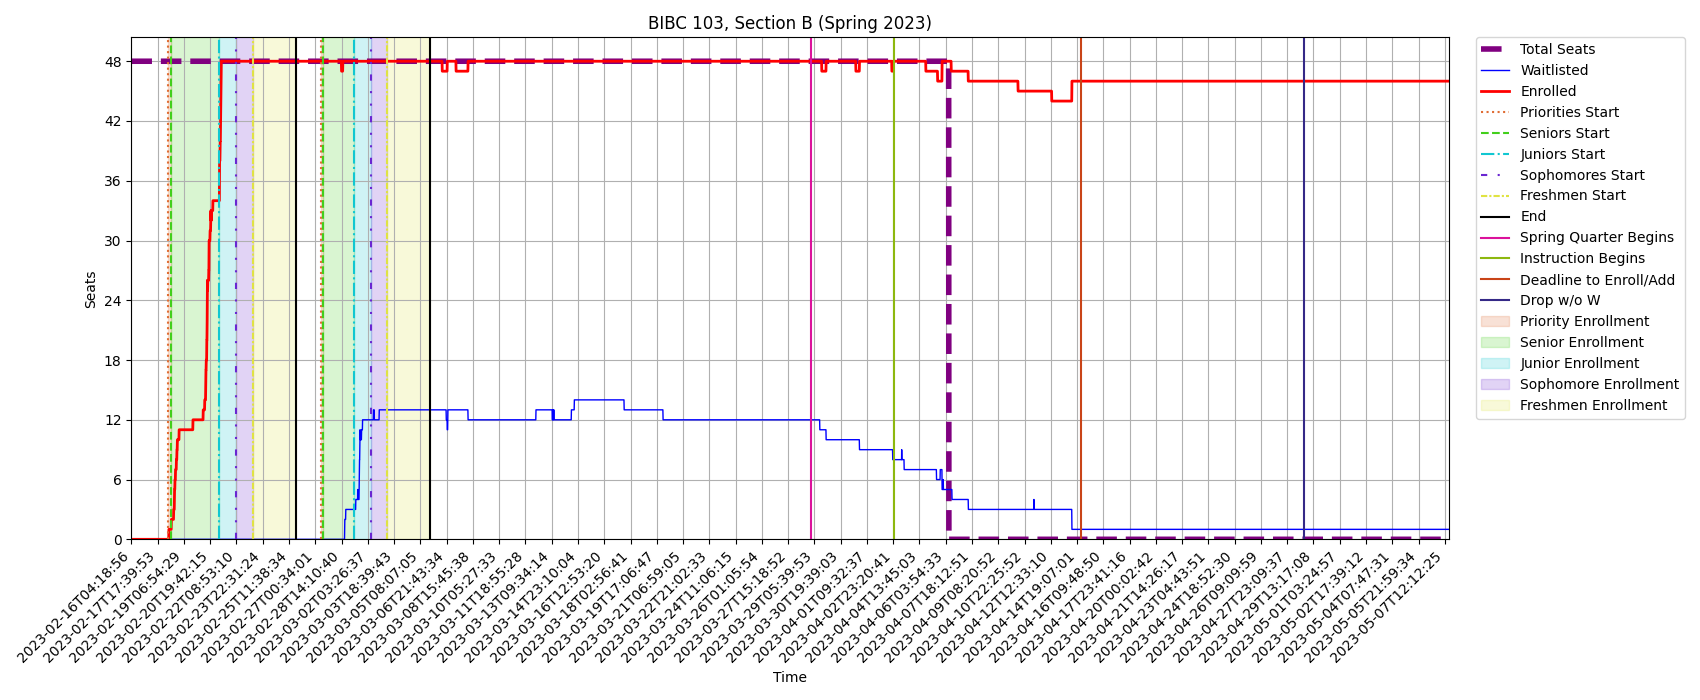 BIBC 103, Section B (Spring 2023)
Seats
48
42
36
30
24
18
12
6
0
2023-02-16T04:18:56
2023-02-17T17:39:53
2023-02-19T06:54:29
2023-02-20T19:42:15
2023-02-22T08:53:10
2023-02-23T22:31:24
2023-02-25T11:38:34
2023-02-27T00:34:01
2023-02-28T14:10:40
2023-03-02T03:26:37
2023-03-03T18:39:43
2023-03-05T08:07:05
2023-03-06T21:43:34
2023-03-08T15:45:38
2023-03-10T05:27:33
2023-03-11T18:55:28
2023-03-13T09:34:14
2023-03-14T23:10:04
2023-03-16T12:53:20
2023-03-18T02:56:41
2023-03-19T17:06:47
2023-03-21T06:59:05
2023-03-22T21:02:33
2023-03-24T11:06:15
2023-03-26T01:05:54
2023-03-27T15:18:52
2023-03-29T05:39:53
2023-03-30T19:39:03
2023-04-01T09:32:37
2023-04-02T23:20:41
2023-04-04T13:45:03
2023-04-06T03:54:33
2023-04-07T18:12:51
2023-04-09T08:20:52
2023-04-10T22:25:52
2023-04-12T12:33:10
2023-04-14T19:07:01
2023-04-16T09:48:50
2023-04-17T23:41:16
2023-04-20T00:02:42
2023-04-21T14:26:17
2023-04-23T04:43:51
2023-04-24T18:52:30
2023-04-26T09:09:59
2023-04-27T23:09:37
2023-04-29T13:17:08
2023-05-01T03:24:57
2023-05-02T17:39:12
2023-05-04T07:47:31
2023-05-05T21:59:34
2023-05-07T12:12:25
Time
Total Seats
Waitlisted
Enrolled
Priorities Start
Seniors Start
Juniors Start
Sophomores Start
Freshmen Start
End
Spring Quarter Begins
Instruction Begins
Deadline to Enroll/Add
Drop w/o W
Priority Enrollment
Senior Enrollment
Junior Enrollment
Sophomore Enrollment
Freshmen Enrollment